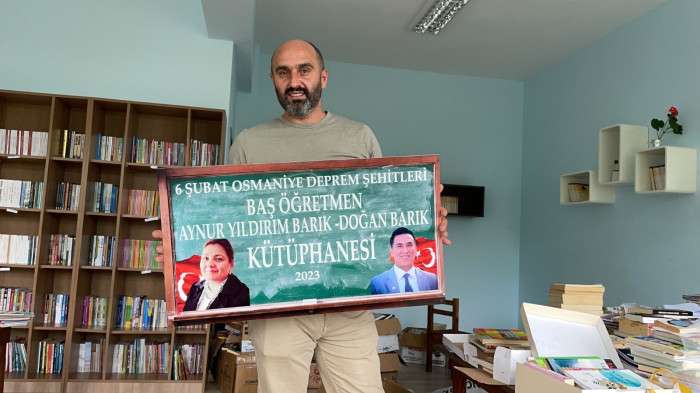 6 ŞUBAT OSMANİYE DEPREM ŞEHİTLERİ
BAŞ ÖĞRETMEN
AYNUR YILDIRIM BARIK -DOĞAN BARIK
KÜTÜPHANESİ
2023